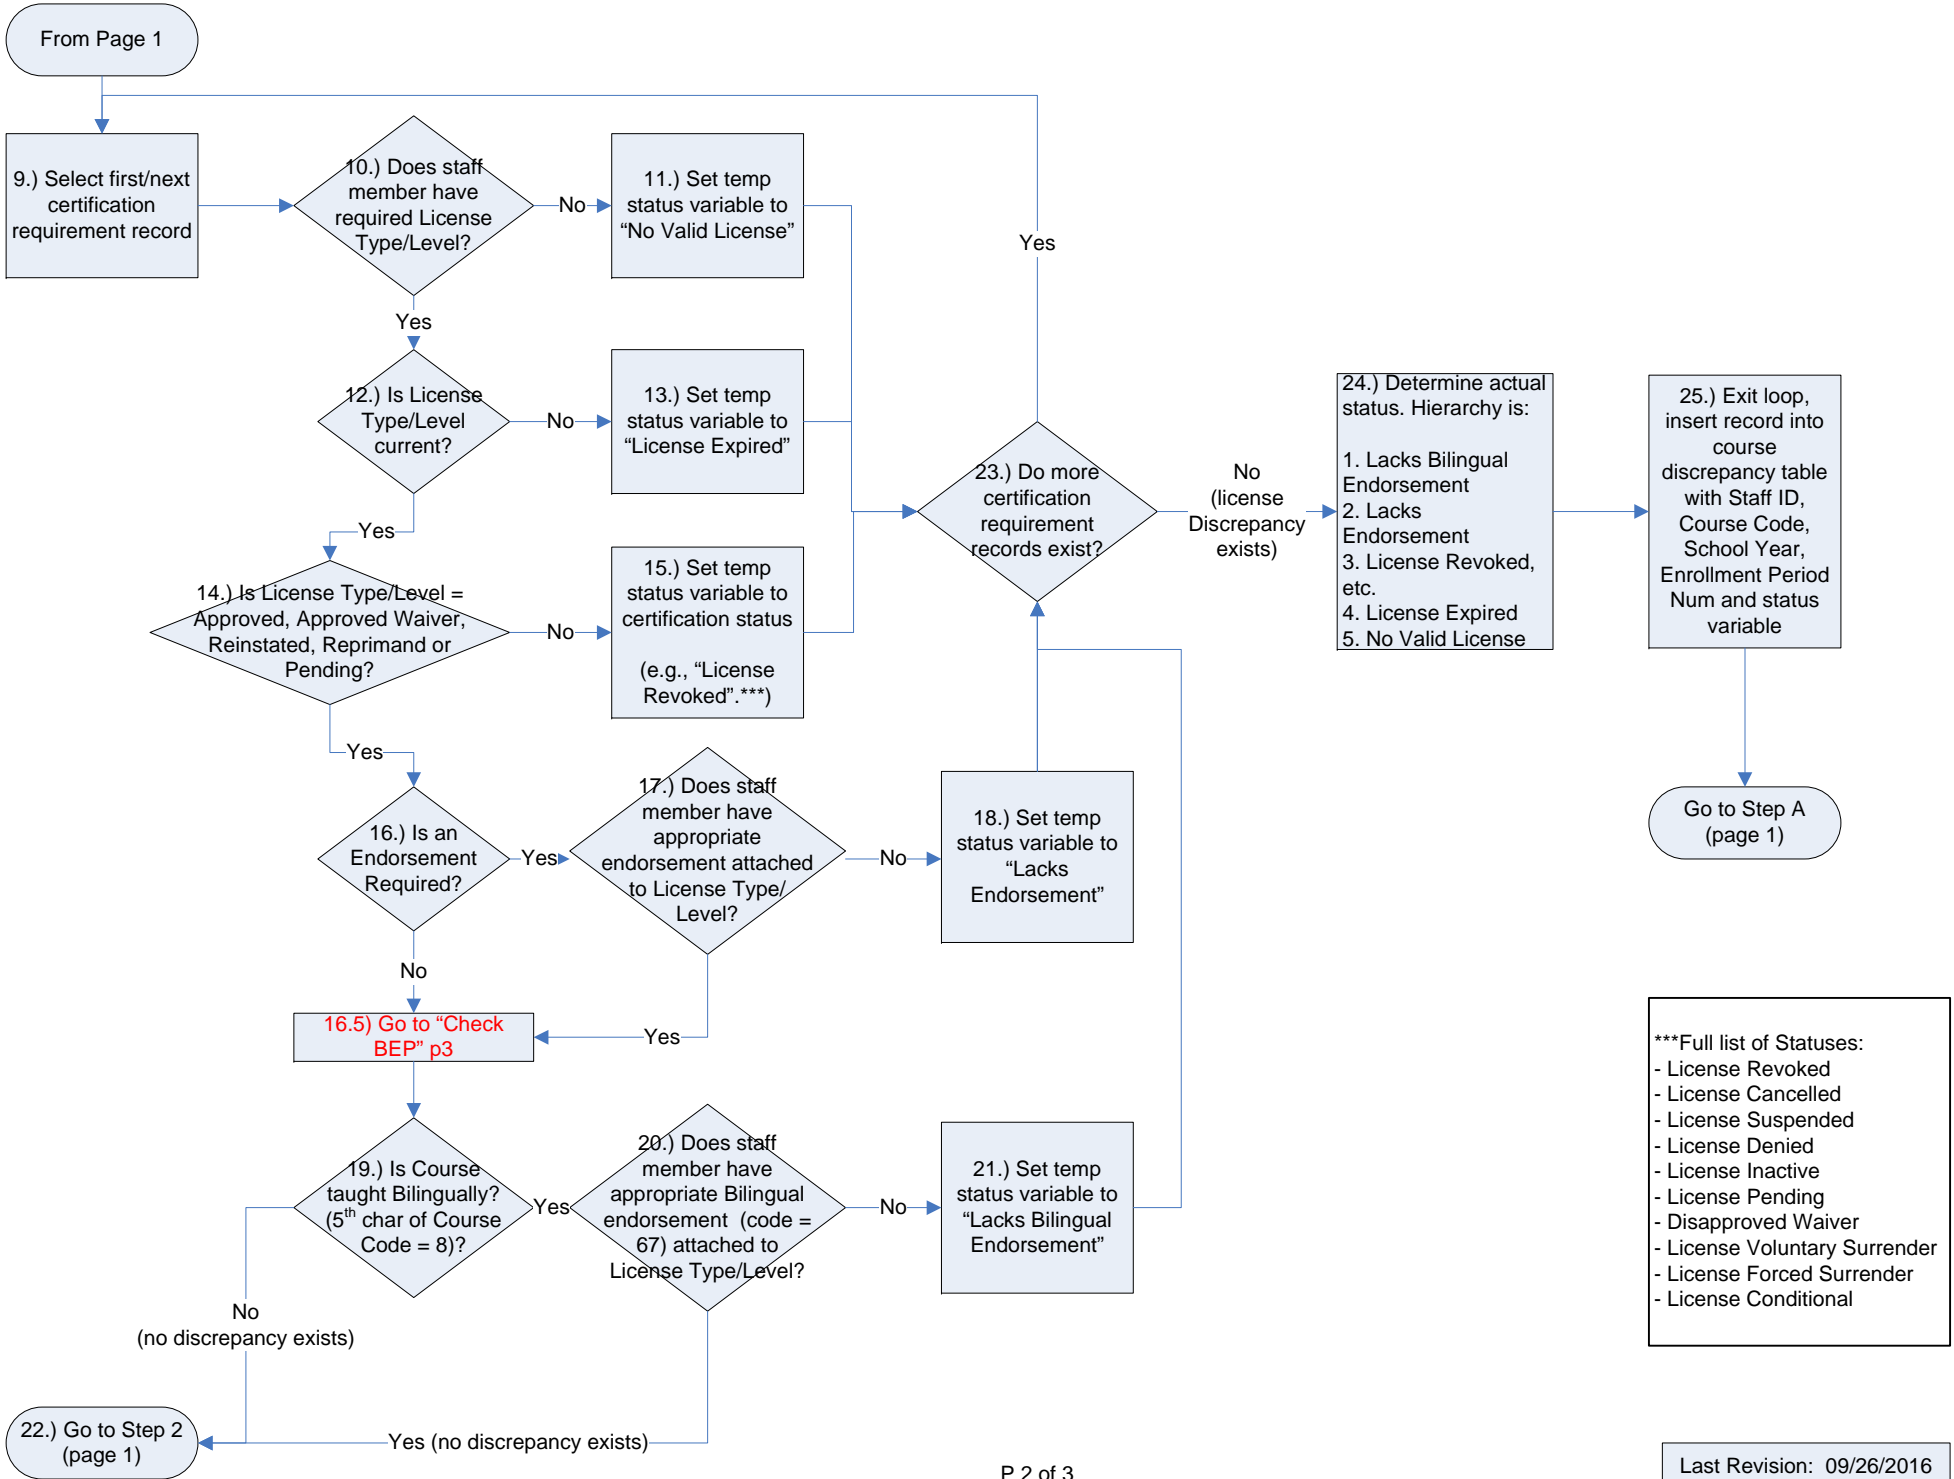 From Page 1
9.) Select first/next
certification
requirement record
10.) Does staff
member have
required License
Type/Level?
No
11.) Set temp
status variable to
“No Valid License”
Yes
Yes
12.) Is License
Type/Level
current?
No
13.) Set temp
status variable to
“License Expired”
Yes
14.) Is License Type/Level =
Approved, Approved Waiver,
Reinstated, Reprimand or
Pending?
No
15.) Set temp
status variable to
certification status
(e.g., “License
Revoked”.***)
23.) Do more
certification
requirement
records exist?
No
(license
Discrepancy
exists)
24.) Determine actual
status. Hierarchy is:
1. Lacks Bilingual
Endorsement
2. Lacks
Endorsement
3. License Revoked,
etc.
4. License Expired
5. No Valid License
25.) Exit loop,
insert record into
course
discrepancy table
with Staff ID,
Course Code,
School Year,
Enrollment Period
Num and status
variable
Go to Step A
(page 1)
Yes
16.) Is an
Endorsement
Required?
Yes
17.) Does staff
member have
appropriate
endorsement attached
to License Type/
Level?
No
18.) Set temp
status variable to
“Lacks
Endorsement”
No
Yes
16.5) Go to “Check
BEP” p3
19.) Is Course
taught Bilingually?
(5th char of Course
Code = 8)?
Yes
20.) Does staff
member have
appropriate Bilingual
endorsement (code =
67) attached to
License Type/Level?
No
21.) Set temp
status variable to
“Lacks Bilingual
Endorsement”
No
(no discrepancy exists)
22.) Go to Step 2
(page 1)
Yes (no discrepancy exists)
***Full list of Statuses:
- License Revoked
- License Cancelled
- License Suspended
- License Denied
- License Inactive
- License Pending
- Disapproved Waiver
- License Voluntary Surrender
- License Forced Surrender
- License Conditional
P 2 of 3
Last Revision: 09/26/2016